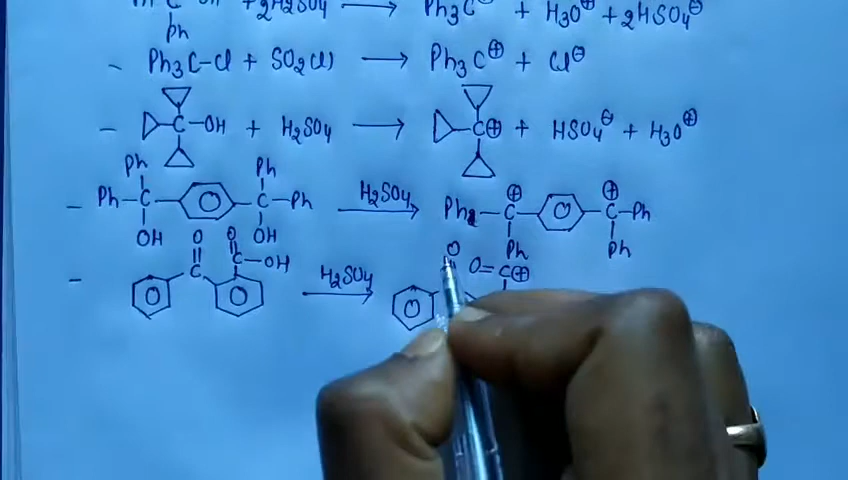 + 2H2SO4 → Ph3C⊕ + H3O⊕ + 2HSO4⊖
Ph
- Ph3C-Cl + SO2(l) → Ph3C⊕ + Cl⊖
- C-OH + H2SO4 → C⊕ + HSO4⊖ + H3O⊕
Ph Ph
- Ph-C C-Ph H2SO4 → Ph-C⊕ C⊕-Ph
OH OH Ph Ph
O O O O=C⊕
C C-OH
- H2SO4 →